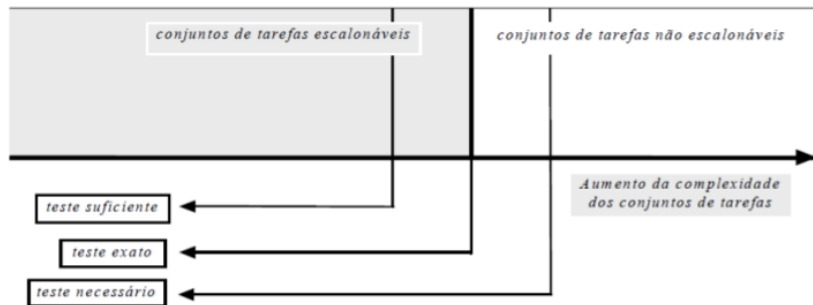 conjuntos de tarefas escalonáveis
conjuntos de tarefas não escalonáveis
Aumento da complexidade
dos conjuntos de tarefas
teste suficiente
teste exato
teste necessário